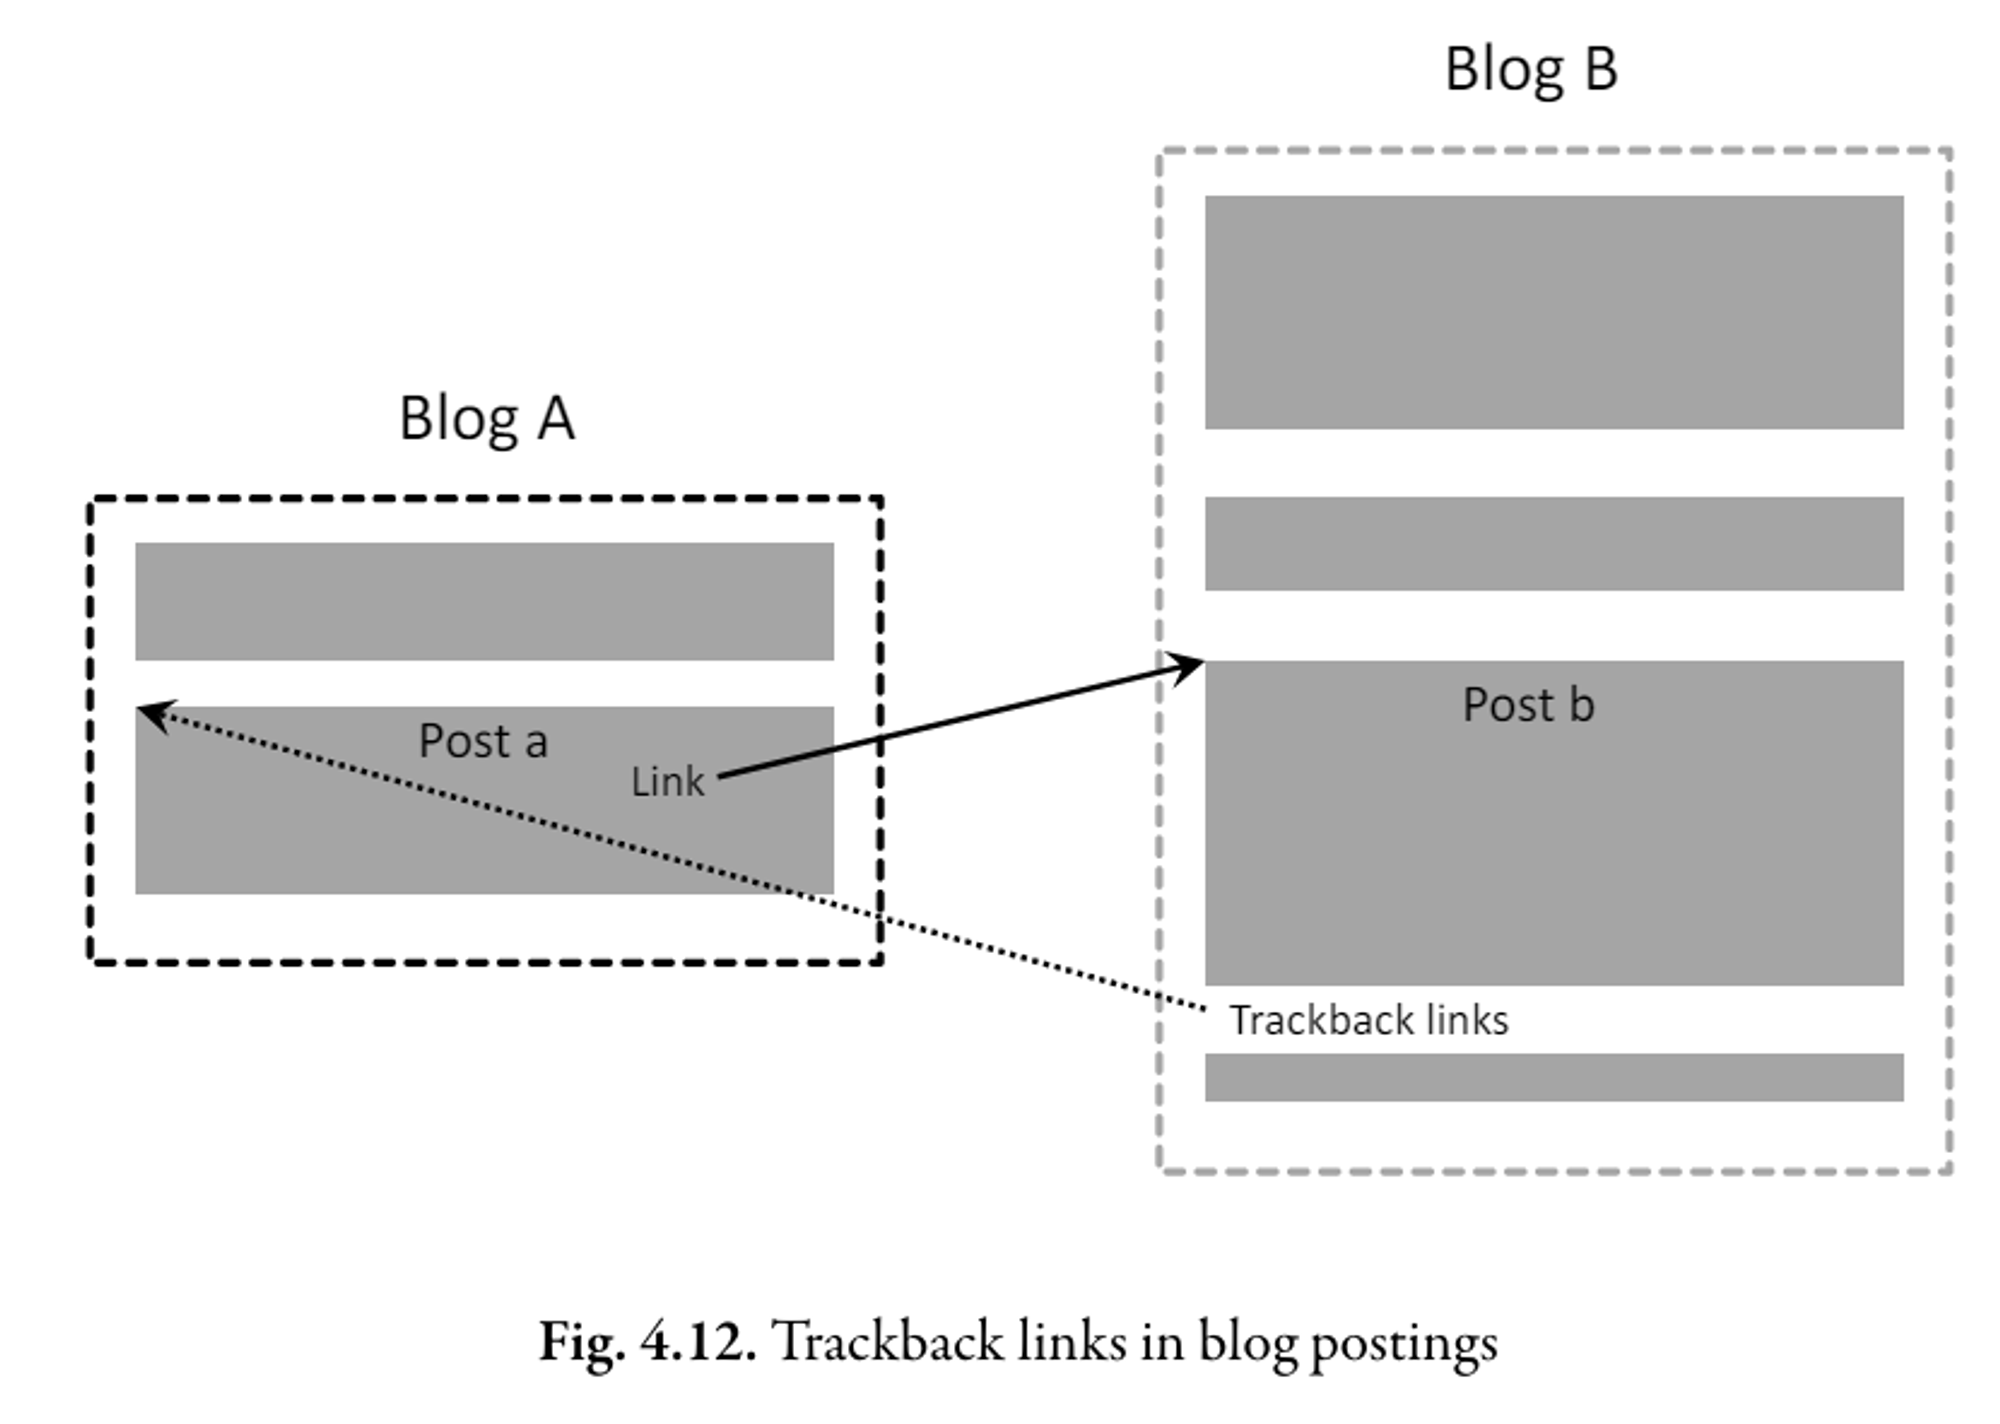 Blog B
Blog A
Post a
Link
Post b
Trackback links
Fig. 4.12. Trackback links in blog postings